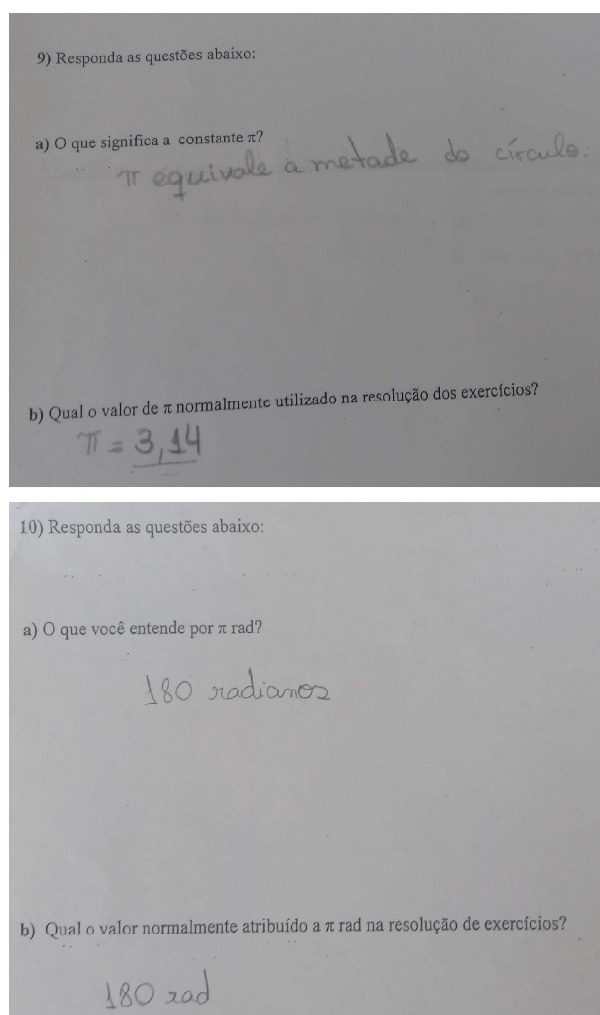 9) Responda as questões abaixo:
a) O que significa a constante π?
π equivale a metade do círculo.
b) Qual o valor de π normalmente utilizado na resolução dos exercícios?
π = 3,14
10) Responda as questões abaixo:
a) O que você entende por π rad?
180 radianos
b) Qual o valor normalmente atribuído a π rad na resolução de exercícios?
180 rad